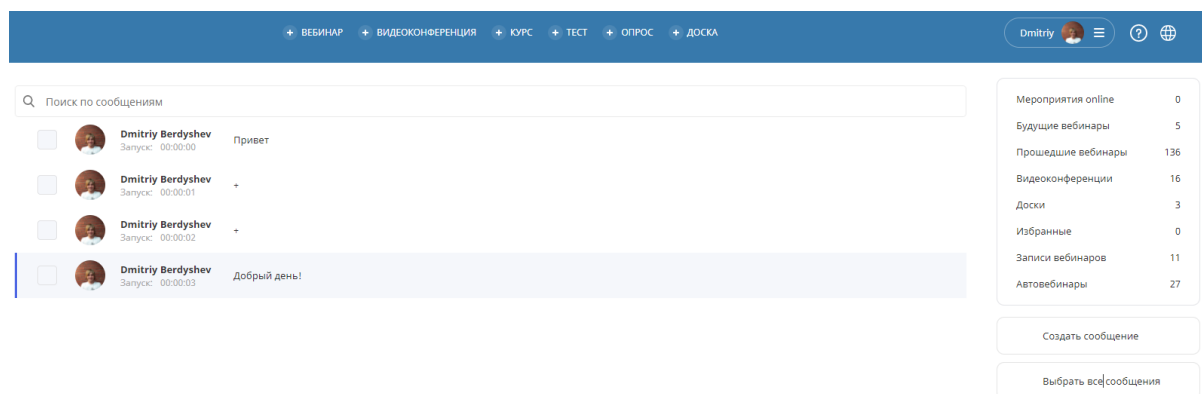 + ВЕБИНАР + ВИДЕОКОНФЕРЕНЦИЯ + КУРС + ТЕСТ + ОПРОС + ДОСКА
Dmitriy
Поиск по сообщениям
Dmitriy Berdyshev
Запуск: 00:00:00
Привет
Dmitriy Berdyshev
Запуск: 00:00:01
+
Dmitriy Berdyshev
Запуск: 00:00:02
+
Dmitriy Berdyshev
Запуск: 00:00:03
Добрый день!
Мероприятия online 0
Будущие вебинары 5
Прошедшие вебинары 136
Видеоконференции 16
Доски 3
Избранные 0
Записи вебинаров 11
Автовебинары 27
Создать сообщение
Выбрать все сообщения